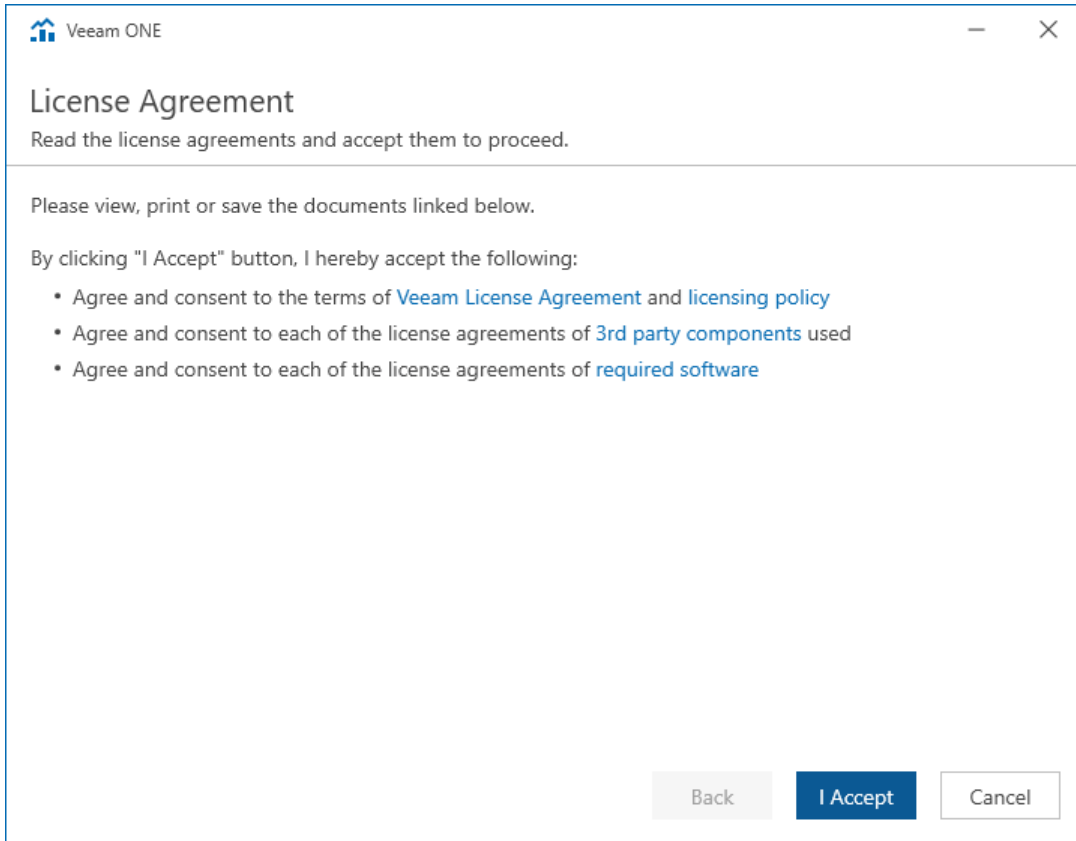 Veeam ONE
License Agreement
Read the license agreements and accept them to proceed.
Please view, print or save the documents linked below.
By clicking "I Accept" button, I hereby accept the following:
• Agree and consent to the terms of Veeam License Agreement and licensing policy
• Agree and consent to each of the license agreements of 3rd party components used
• Agree and consent to each of the license agreements of required software
Back I Accept Cancel